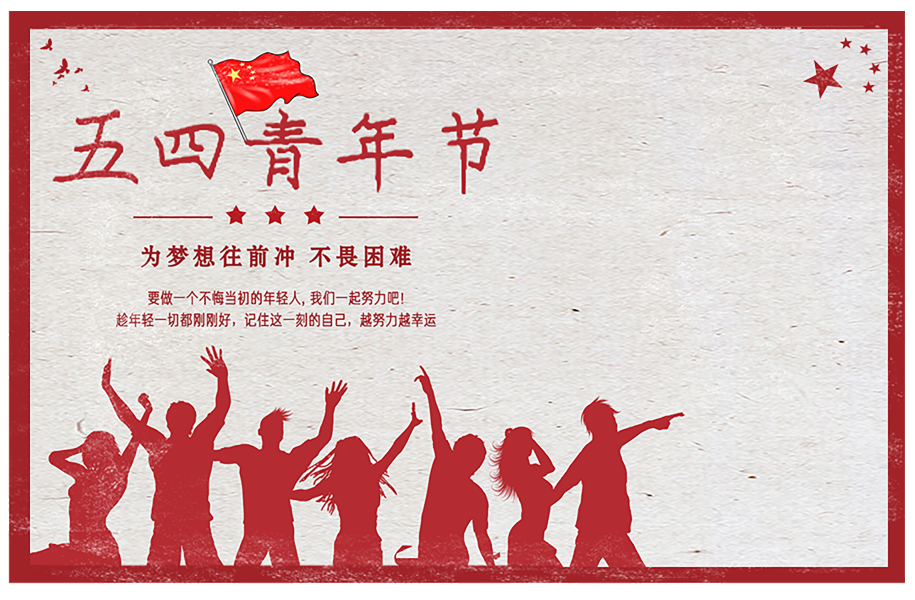 五四青年节
为梦想往前冲 不畏困难
要做一个不悔当初的年轻人, 我们一起努力吧!
趁年轻一切都刚刚好，记住这一刻的自己，越努力越幸运